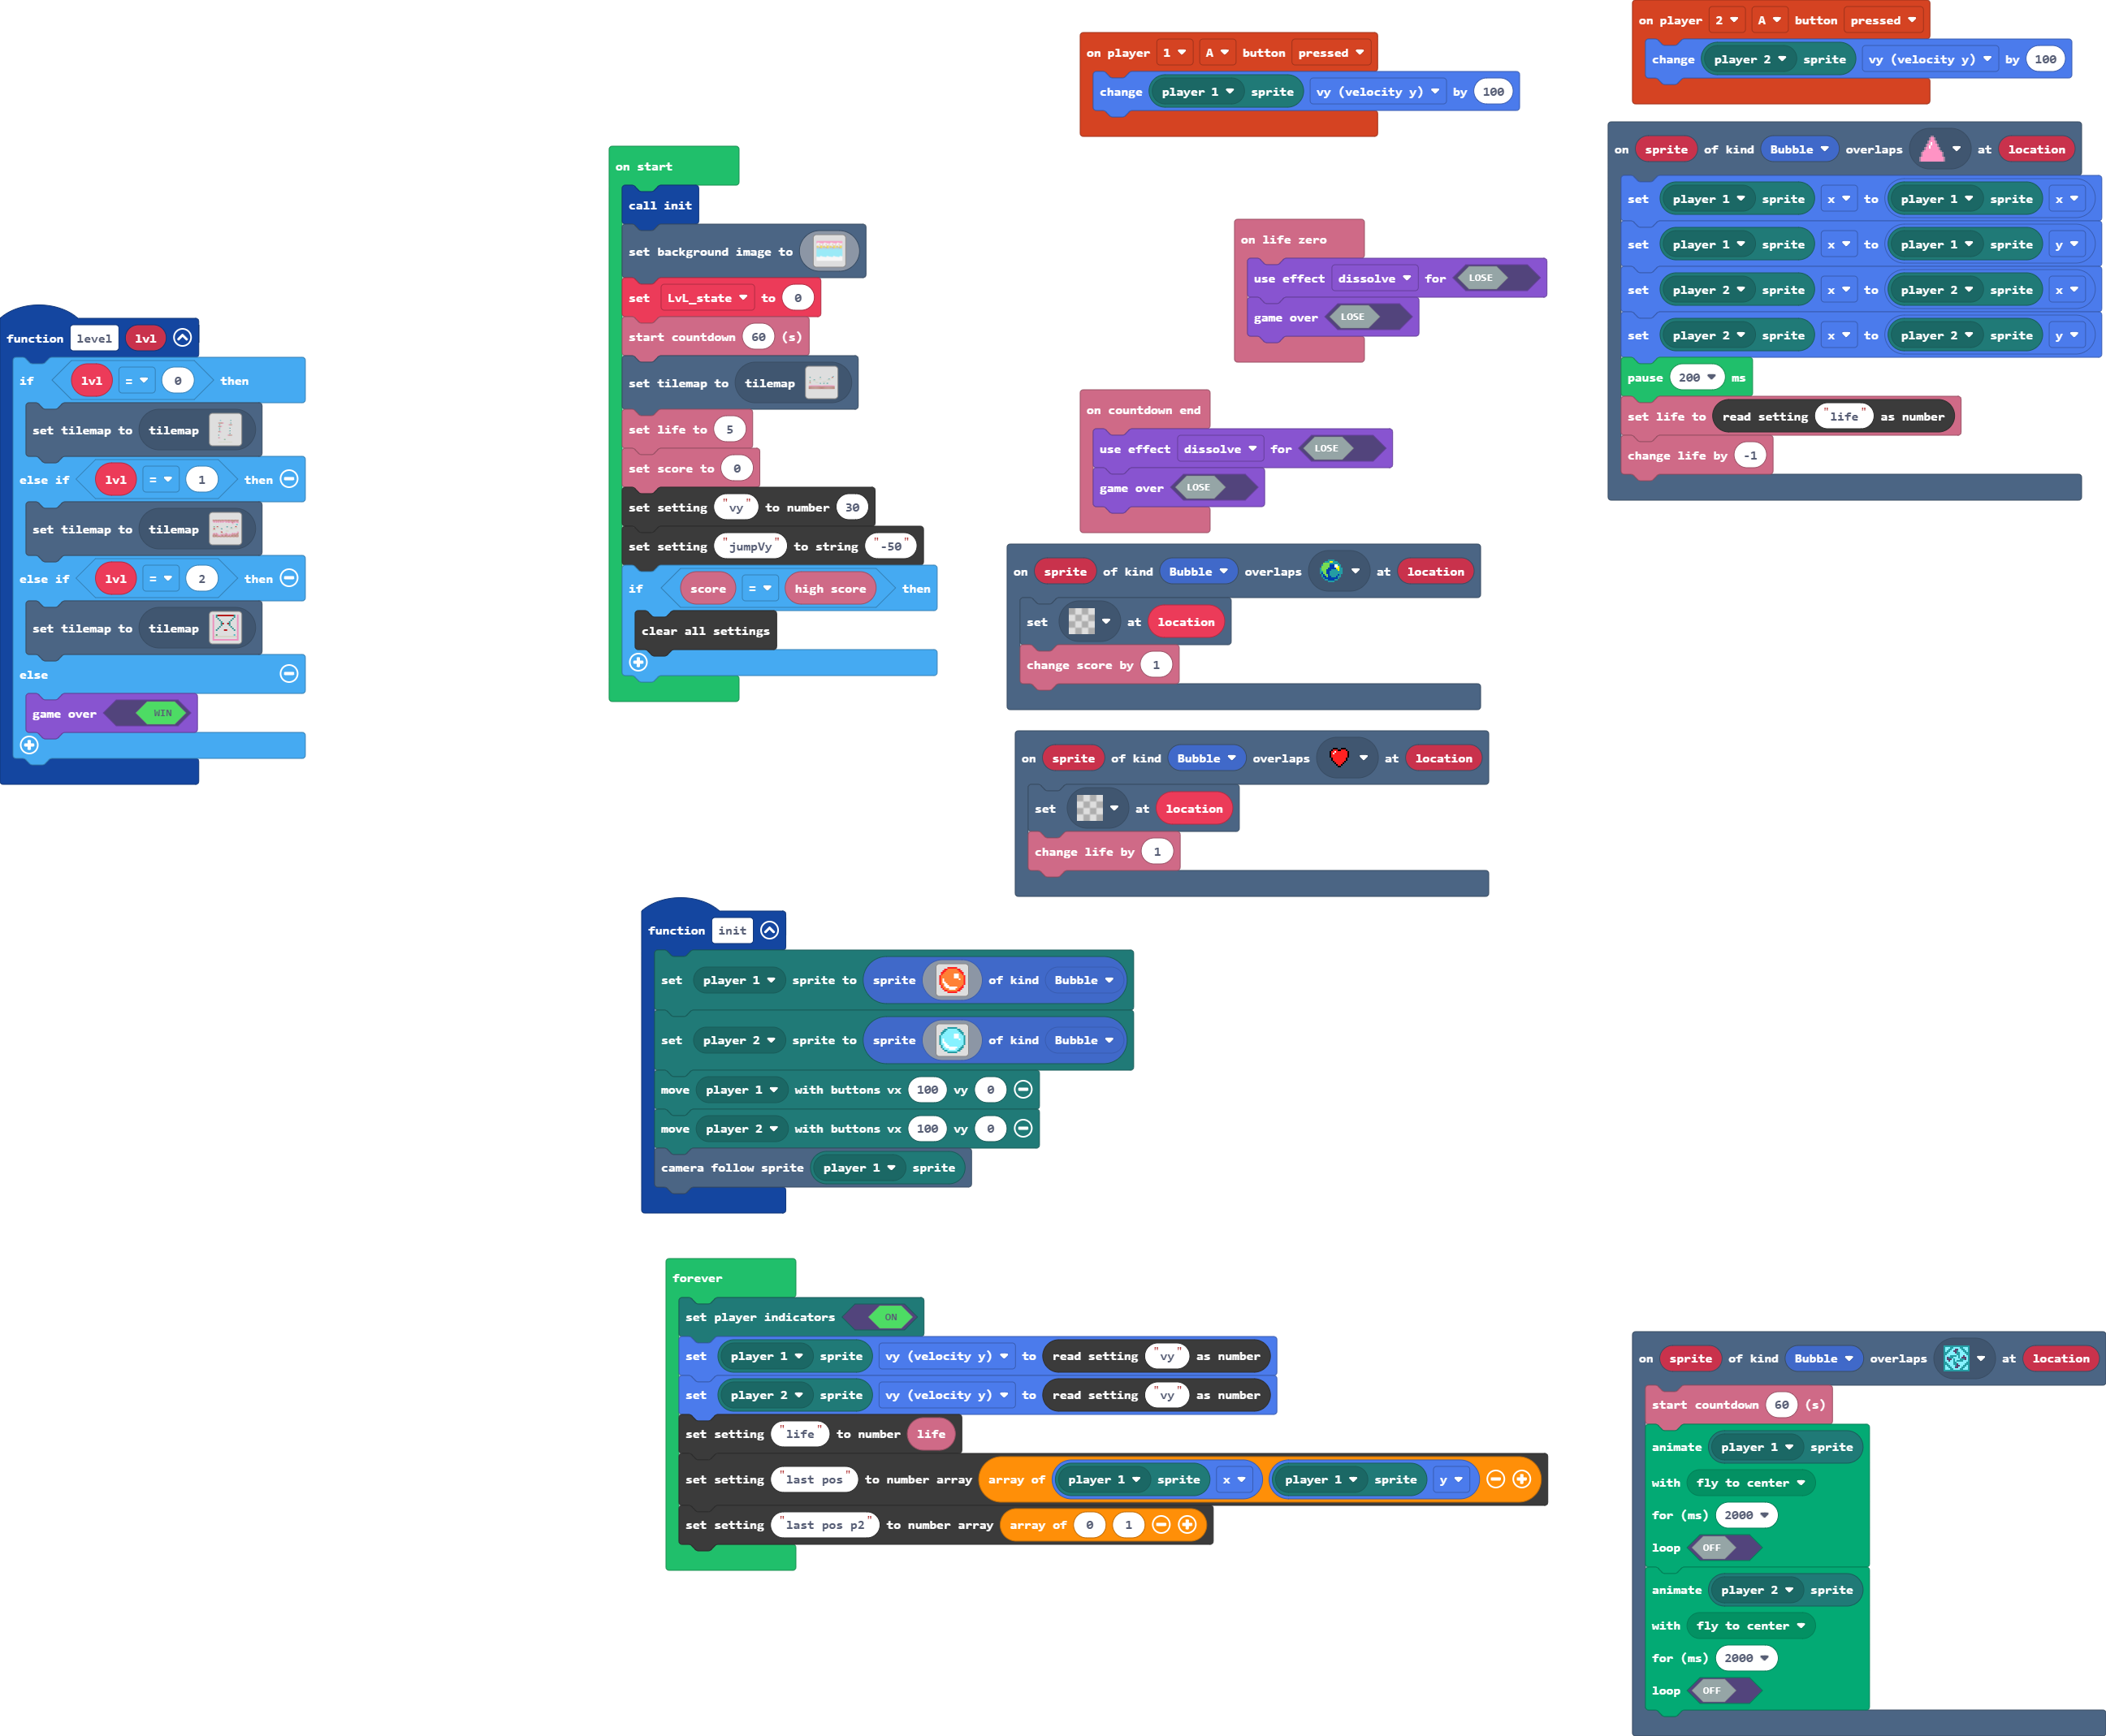 function level lvl
if lvl = 0 then
set tilemap to tilemap
else if lvl = 1 then
set tilemap to tilemap
else if lvl = 2 then
set tilemap to tilemap
else
game over WIN
on start
call init
set background image to
set LvL_state to 0
start countdown 60 (s)
set tilemap to tilemap
set life to 5
set score to 0
set setting "vy" to number 30
set setting "jumpVy" to string "-50"
if score = high score then
clear all settings
on player 1 A button pressed
change player 1 sprite vy (velocity y) by 100
on life zero
use effect dissolve for LOSE
game over LOSE
on countdown end
use effect dissolve for LOSE
game over LOSE
on sprite of kind Bubble overlaps at location
set at location
change score by 1
on sprite of kind Bubble overlaps at location
set at location
change life by 1
on player 2 A button pressed
change player 2 sprite vy (velocity y) by 100
on sprite of kind Bubble overlaps at location
set player 1 sprite x to player 1 sprite x
set player 1 sprite x to player 1 sprite y
set player 2 sprite x to player 2 sprite x
set player 2 sprite x to player 2 sprite y
pause 200 ms
set life to read setting "life" as number
change life by -1
function init
set player 1 sprite to sprite of kind Bubble
set player 2 sprite to sprite of kind Bubble
move player 1 with buttons vx 100 vy 0
move player 2 with buttons vx 100 vy 0
camera follow sprite player 1 sprite
forever
set player indicators ON
set player 1 sprite vy (velocity y) to read setting "vy" as number
set player 2 sprite vy (velocity y) to read setting "vy" as number
set setting "life" to number life
set setting "last pos" to number array array of player 1 sprite x player 1 sprite y
set setting "last pos p2" to number array array of 0 1
on sprite of kind Bubble overlaps at location
start countdown 60 (s)
animate player 1 sprite
with fly to center
for (ms) 2000
loop OFF
animate player 2 sprite
with fly to center
for (ms) 2000
loop OFF